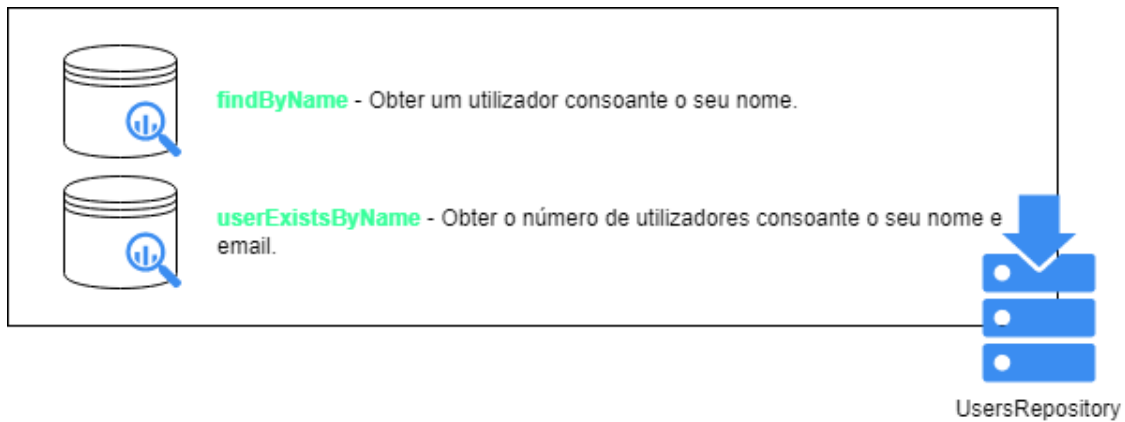 findByName - Obter um utilizador consoante o seu nome.
userExistsByName - Obter o número de utilizadores consoante o seu nome e
email.
UsersRepository